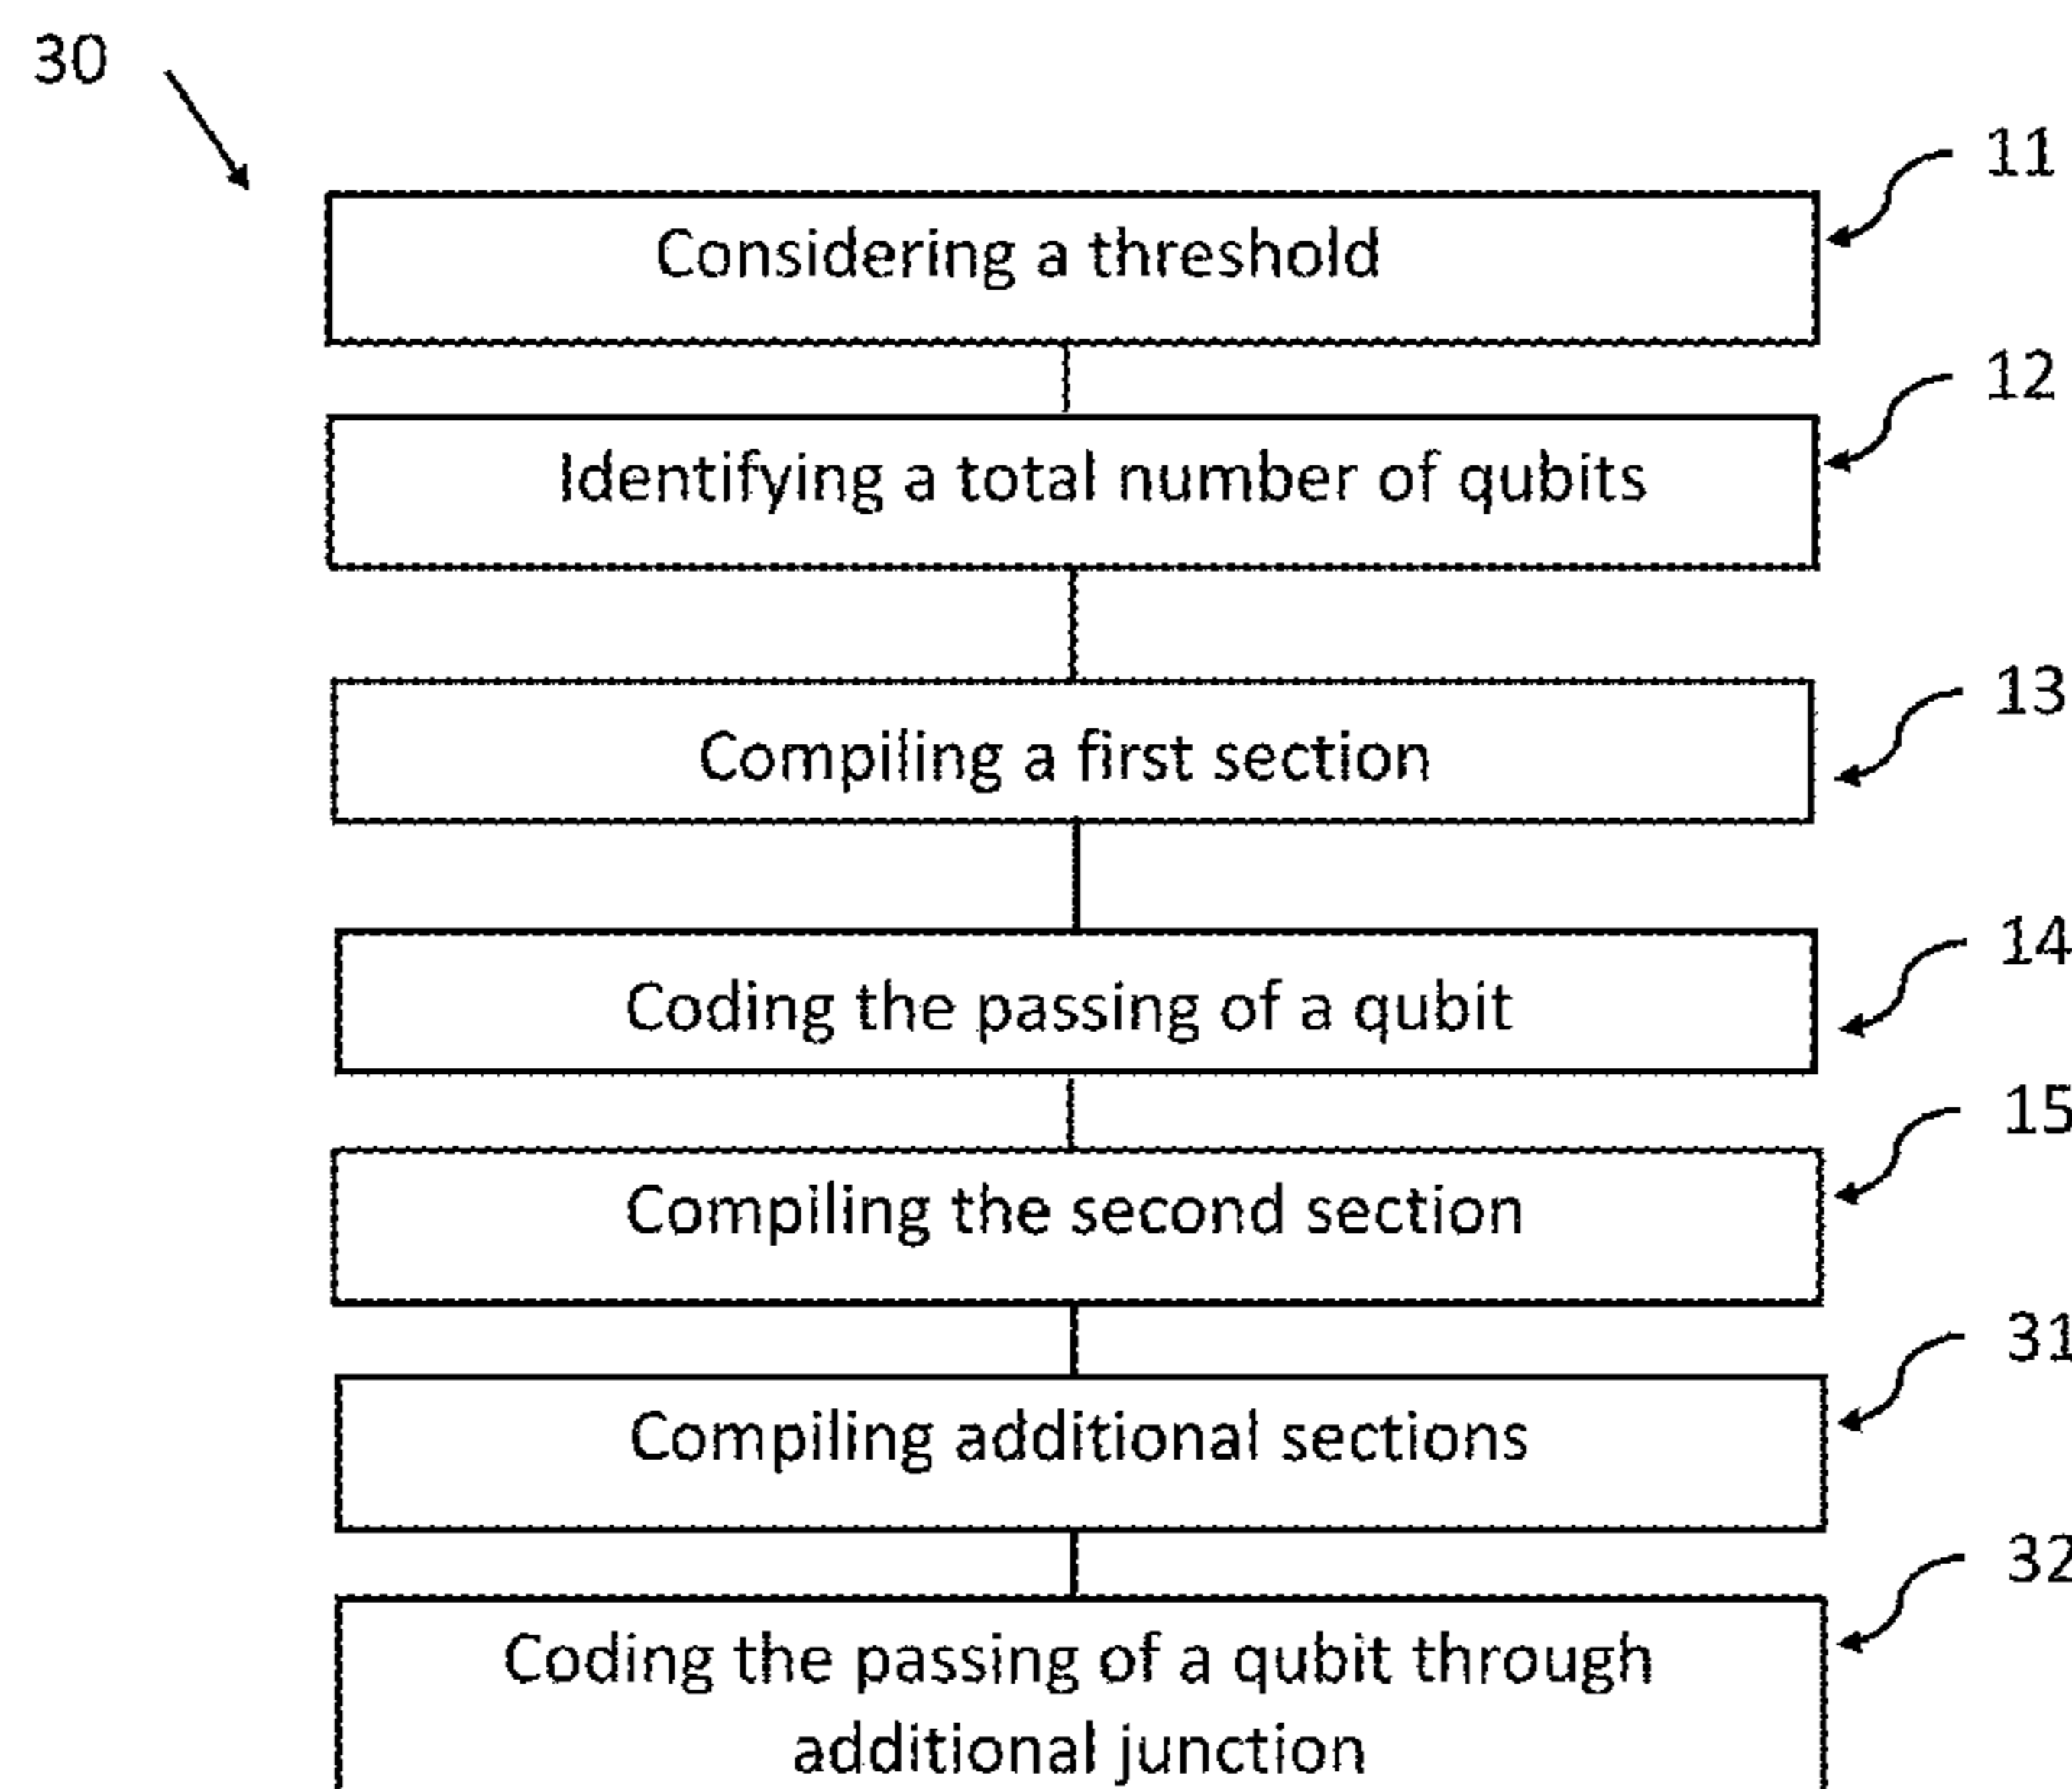 30
11
Considering a threshold
12
Identifying a total number of qubits
13
Compiling a first section
14
Coding the passing of a qubit
15
Compiling the second section
31
Compiling additional sections
32
Coding the passing of a qubit through
additional junction